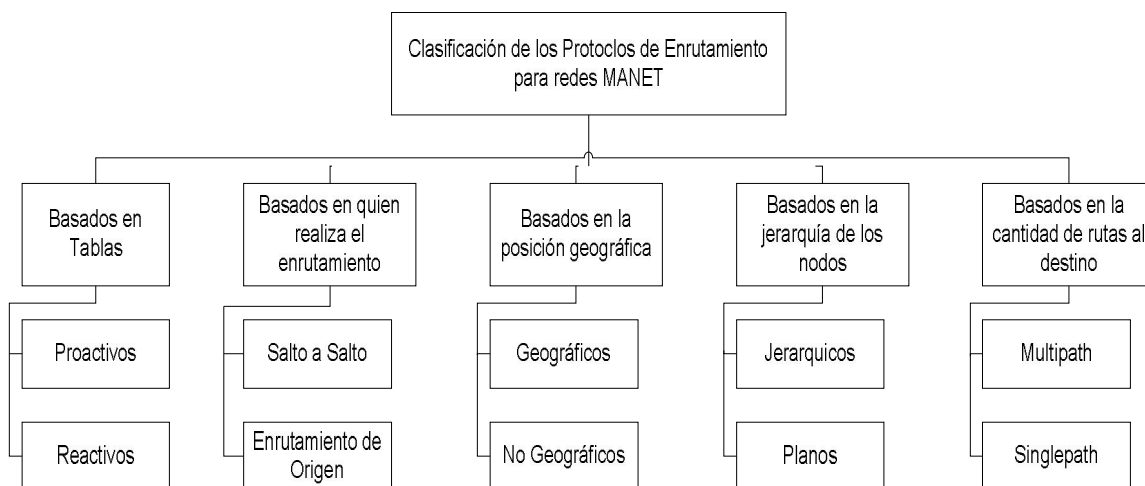 Clasificación de los Protoclos de Enrutamiento
para redes MANET
Basados en
Tablas
Basados en quien
realiza el
enrutamiento
Basados en la
posición geográfica
Basados en la
jerarquía de los
nodos
Basados en la
cantidad de rutas al
destino
Proactivos
Salto a Salto
Geográficos
Jerarquicos
Multipath
Reactivos
Enrutamiento de
Origen
No Geográficos
Planos
Singlepath